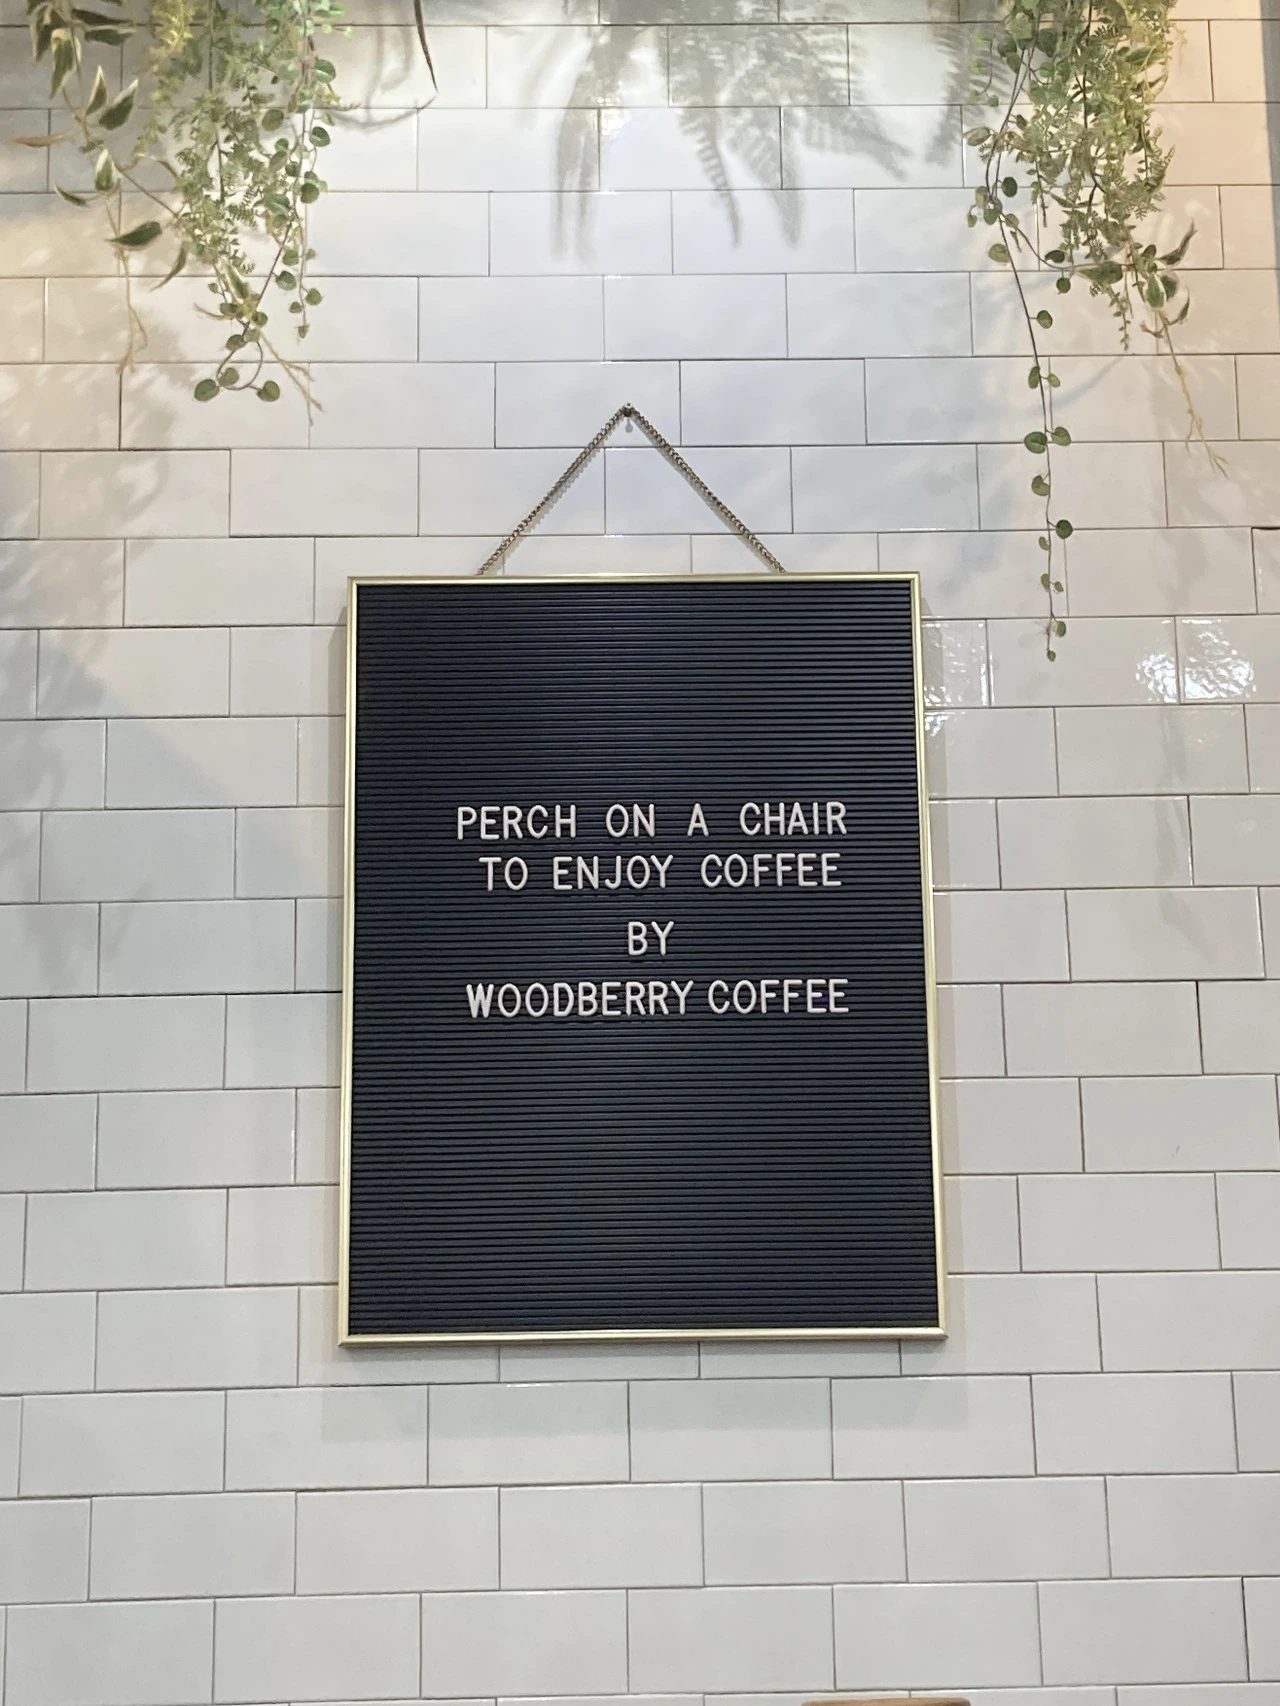 PERCH ON A CHAIR
TO ENJOY COFFEE
BY
WOODBERRY COFFEE